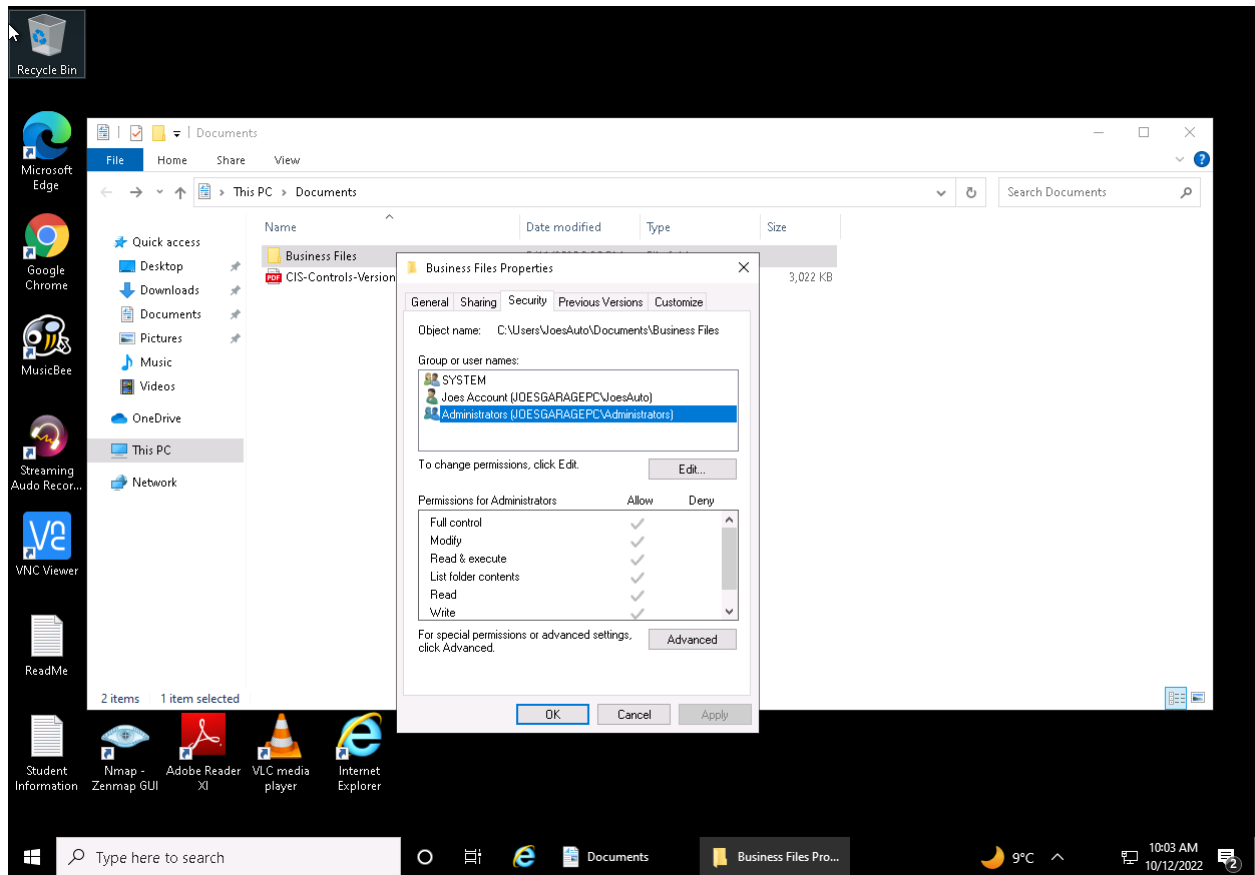 Recycle Bin
Microsoft
Edge
Google
Chrome
MusicBee
Streaming
Audo Recor...
VNC Viewer
ReadMe
Student
Information
Nmap -
Zenmap GUI
Adobe Reader
XI
VLC media
player
Internet
Explorer
Documents
File Home Share View
This PC > Documents
Search Documents
Quick access
Desktop
Downloads
Documents
Pictures
Music
Videos
OneDrive
This PC
Network
Name Date modified Type Size
Business Files
CIS-Controls-Version 3,022 KB
2 items 1 item selected
Business Files Properties
General Sharing Security Previous Versions Customize
Object name: C:\Users\JoesAuto\Documents\Business Files
Group or user names:
SYSTEM
Joes Account (JOESGARAGEPC\JoesAuto)
Administrators (JOESGARAGEPC\Administrators)
To change permissions, click Edit. Edit...
Permissions for Administrators Allow Deny
Full control
Modify
Read & execute
List folder contents
Read
Write
For special permissions or advanced settings,
click Advanced.
Advanced
OK Cancel Apply
Type here to search
Documents
Business Files Pro...
9°C
10:03 AM
10/12/2022
2